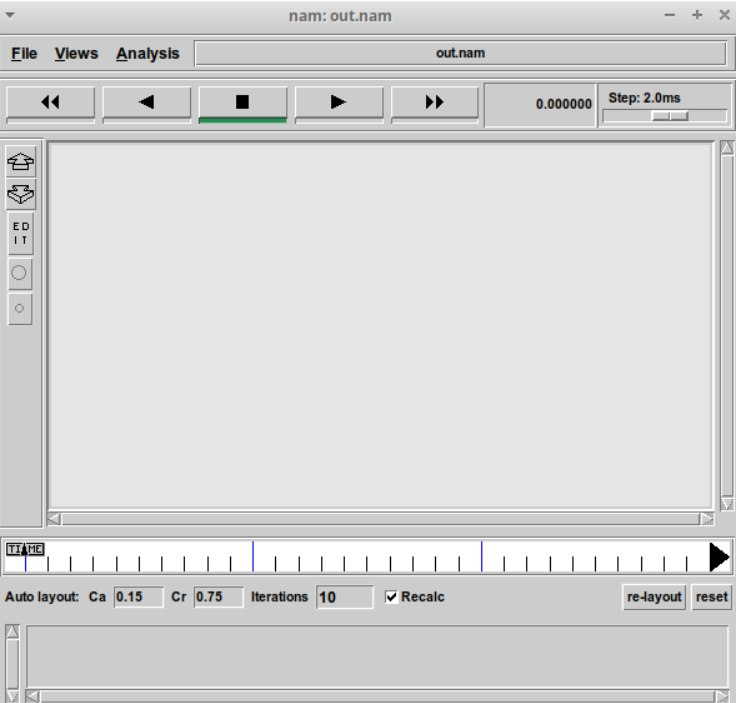 nam: out.nam
File Views Analysis out.nam
0.000000 Step: 2.0ms
ED
IT
TIME
Auto layout: Ca 0.15 Cr 0.75 Iterations 10 Recalc re-layout reset